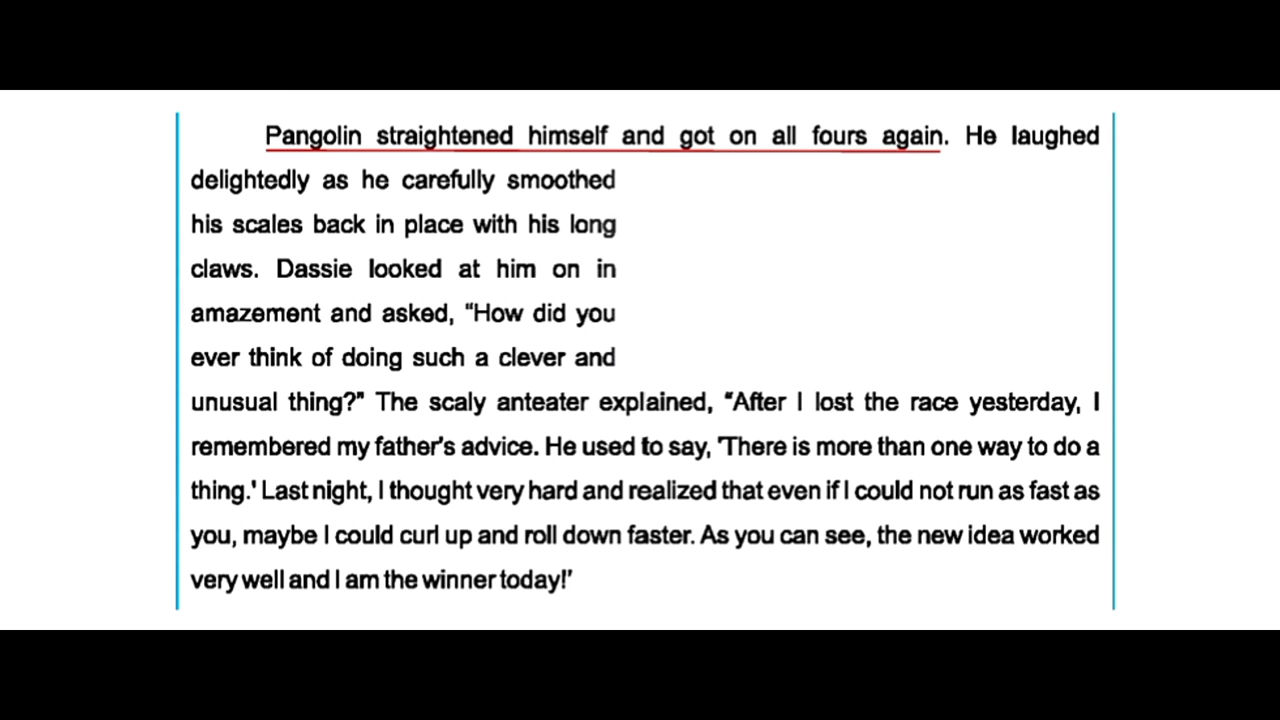 Pangolin straightened himself and got on all fours again. He laughed
delightedly as he carefully smoothed
his scales back in place with his long
claws. Dassie looked at him on in
amazement and asked, “How did you
ever think of doing such a clever and
unusual thing?” The scaly anteater explained, “After I lost the race yesterday, I
remembered my father's advice. He used to say, 'There is more than one way to do a
thing.' Last night, I thought very hard and realized that even if I could not run as fast as
you, maybe I could curl up and roll down faster. As you can see, the new idea worked
very well and I am the winner today!’